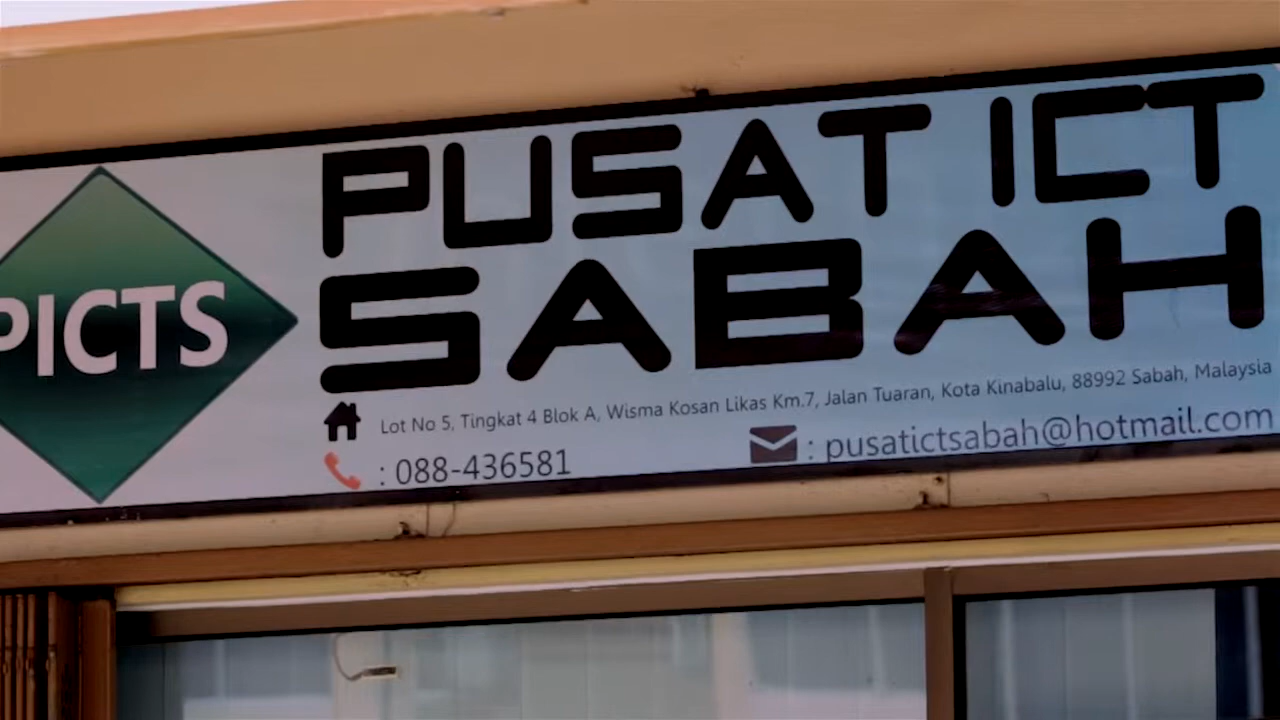 PICTS
PUSAT ICT
SABAH
Lot No 5, Tingkat 4 Blok A, Wisma Kosan Likas Km.7, Jalan Tuaran, Kota Kinabalu, 88992 Sabah, Malaysia
: 088-436581
: pusatictsabah@hotmail.com